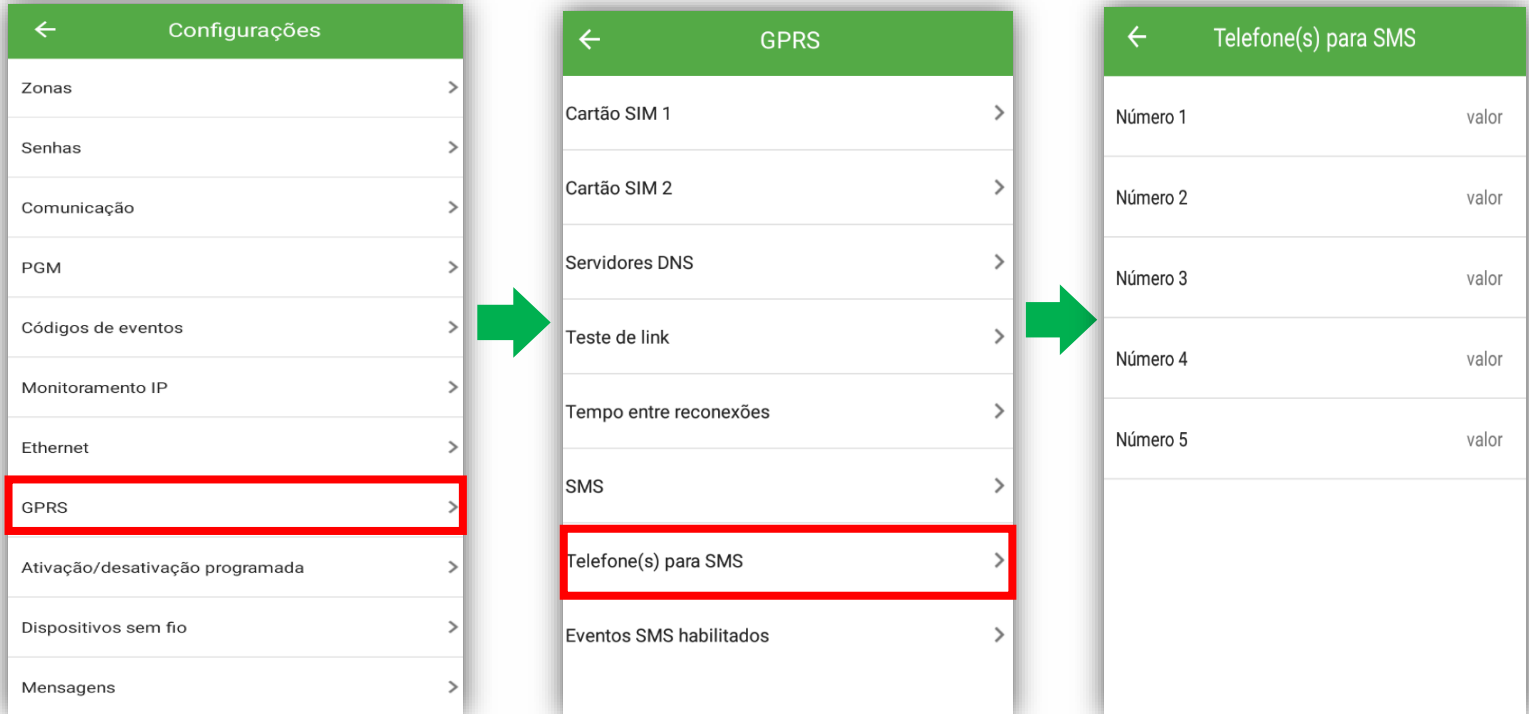 Configurações
Zonas
Senhas
Comunicação
PGM
Códigos de eventos
Monitoramento IP
Ethernet
GPRS
Ativação/desativação programada
Dispositivos sem fio
Mensagens
GPRS
Cartão SIM 1
Cartão SIM 2
Servidores DNS
Teste de link
Tempo entre reconexões
SMS
Telefone(s) para SMS
Eventos SMS habilitados
Telefone(s) para SMS
Número 1 valor
Número 2 valor
Número 3 valor
Número 4 valor
Número 5 valor